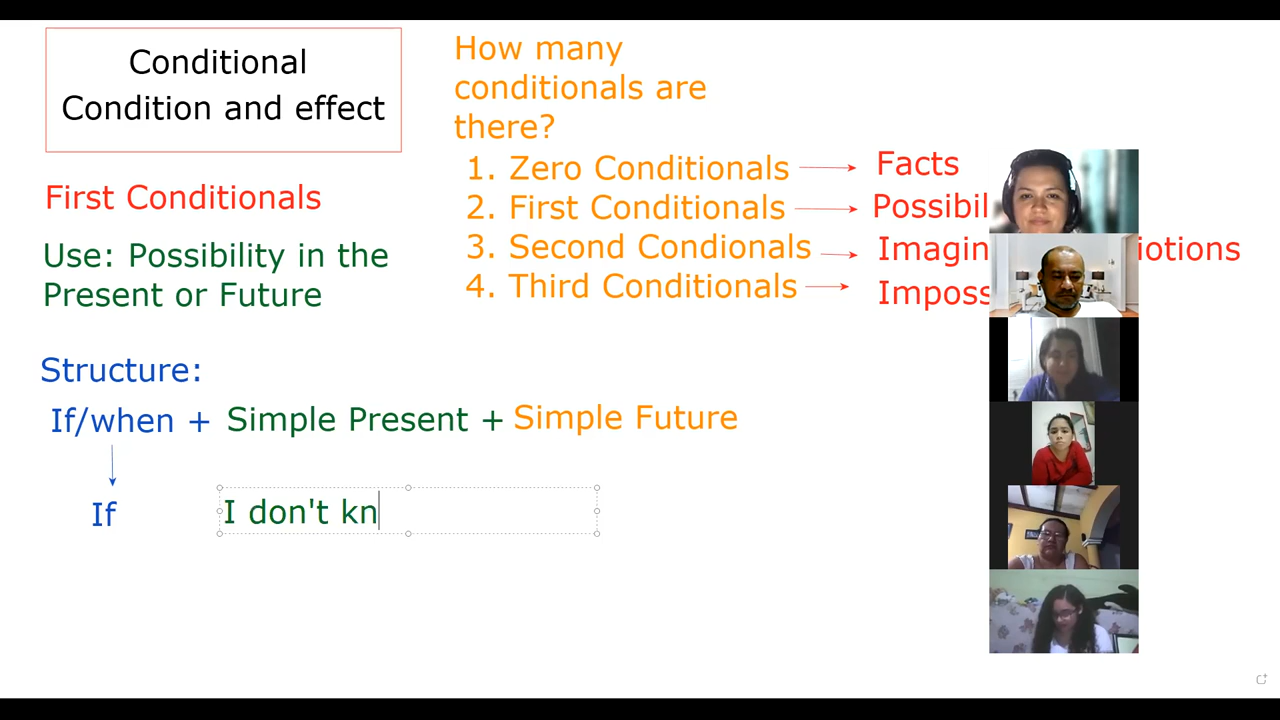 Conditional
Condition and effect
First Conditionals
Use: Possibility in the
Present or Future
How many
conditionals are
there?
1. Zero Conditionals
2. First Conditionals
3. Second Condionals
4. Third Conditionals
Facts
Possibil
Imagin iotions
Imposs
Structure:
If/when + Simple Present + Simple Future
If I don't kn